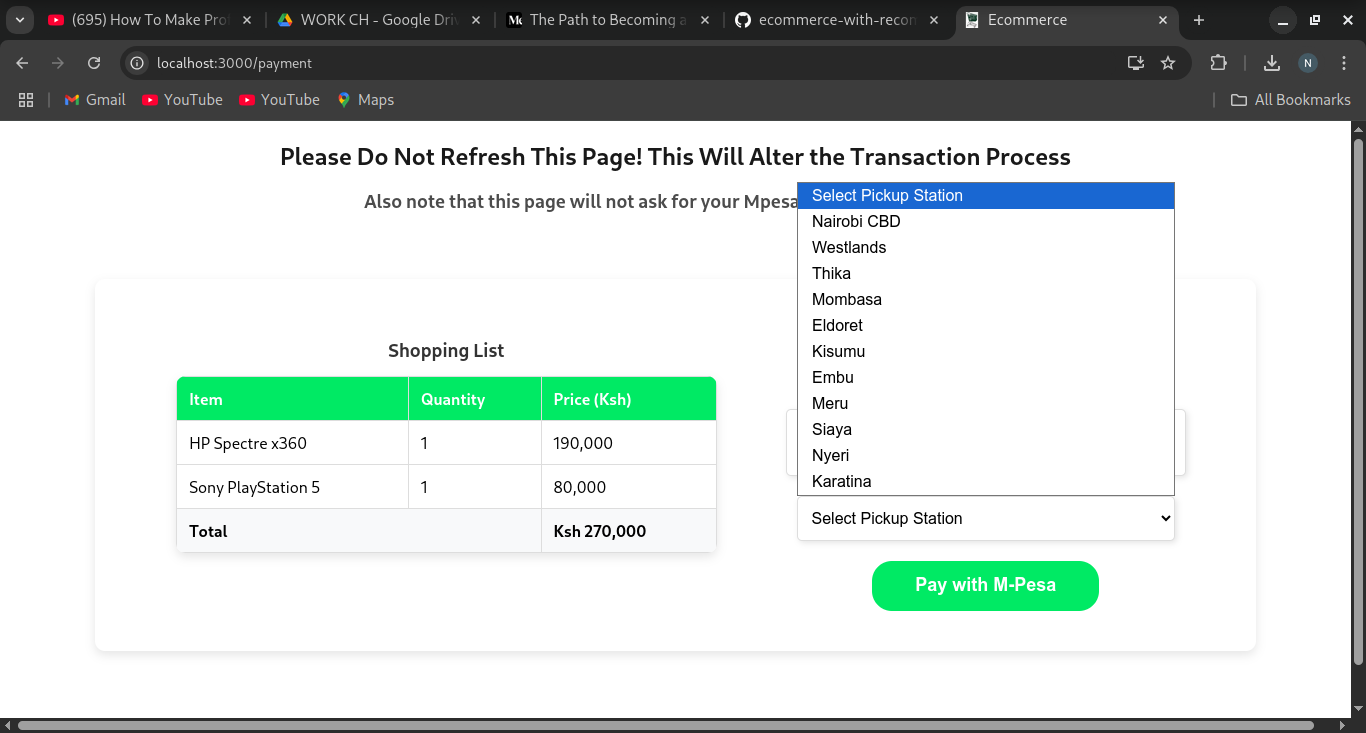 (695) How To Make Pro
WORK CH - Google Dri
The Path to Becoming a
ecommerce-with-recon
Ecommerce
localhost:3000/payment
N
Gmail
YouTube
YouTube
Maps
All Bookmarks
Please Do Not Refresh This Page! This Will Alter the Transaction Process
Also note that this page will not ask for your Mpesa
Select Pickup Station
Nairobi CBD
Westlands
Thika
Mombasa
Eldoret
Kisumu
Embu
Meru
Siaya
Nyeri
Karatina
Select Pickup Station
Pay with M-Pesa
Shopping List
Item Quantity Price (Ksh)
HP Spectre x360 1 190,000
Sony PlayStation 5 1 80,000
Total Ksh 270,000